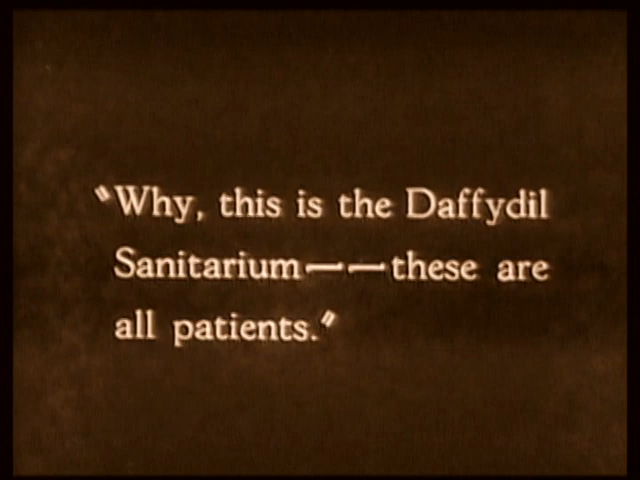 "Why, this is the Daffydil
Sanitarium——these are
all patients."